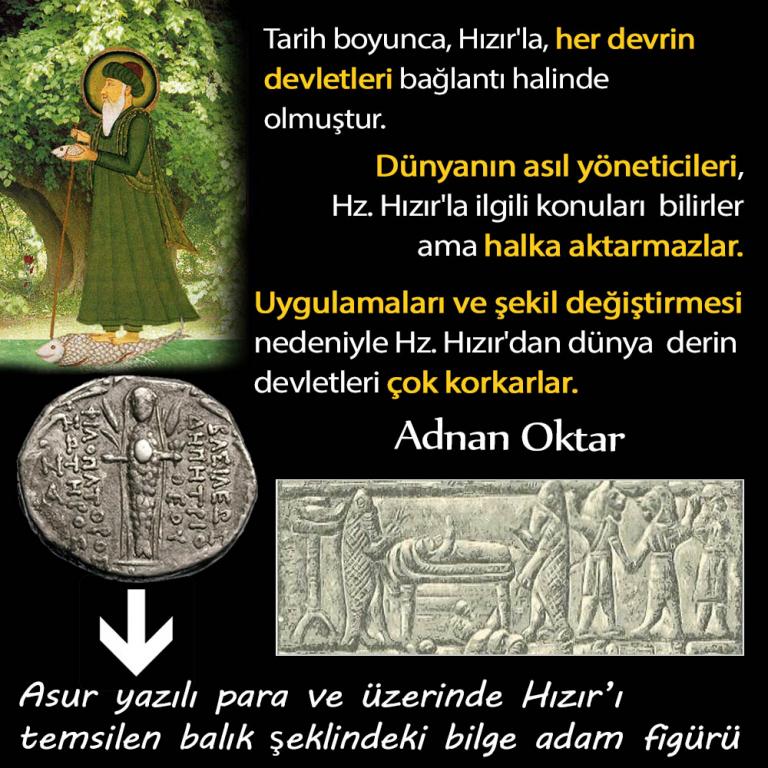 Tarih boyunca, Hızır'la, her devrin
devletleri bağlantı halinde
olmuştur.
Dünyanın asıl yöneticileri,
Hz. Hızır'la ilgili konuları bilirler
ama halka aktarmazlar.
Uygulamaları ve şekil değiştirmesi
nedeniyle Hz. Hızır'dan dünya derin
devletleri çok korkarlar.
Adnan Oktar
ΒΑΣΙΛΕΩΣ
ΔΗΜΗΤΡΙΟ
ΘΕΟΥ
ΦΙΛΟΠΑΤΟΡΟ
ΣΩΤΗΡΟΣ
Asur yazılı para ve üzerinde Hızır'ı
temsilen balık şeklindeki bilge adam figürü